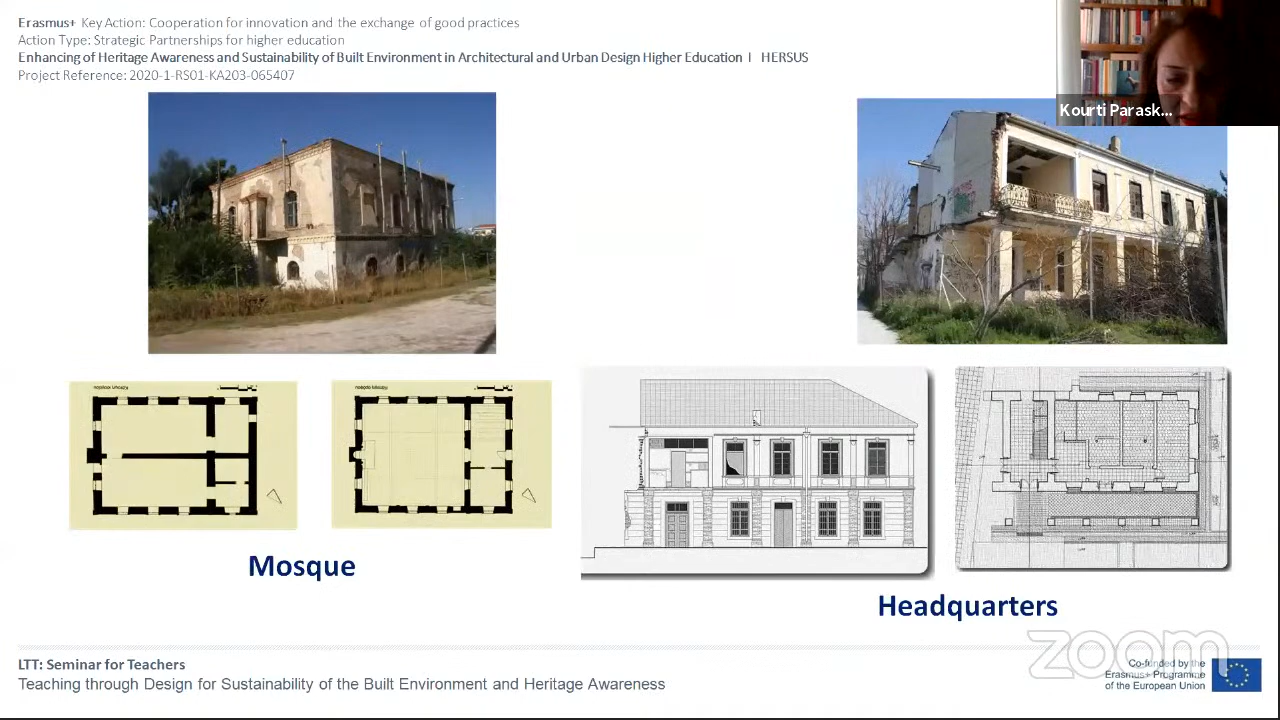 Erasmus+ Key Action: Cooperation for innovation and the exchange of good practices
Action Type: Strategic Partnerships for higher education
Enhancing of Heritage Awareness and Sustainability of Built Environment in Architectural and Urban Design Higher Education I HERSUS
Project Reference: 2020-1-RS01-KA203-065407
Kourti Parask...
Mosque
Headquarters
zoom
LTT: Seminar for Teachers
Teaching through Design for Sustainability of the Built Environment and Heritage Awareness
Co-funded by the
Erasmus+ Programme
of the European Union